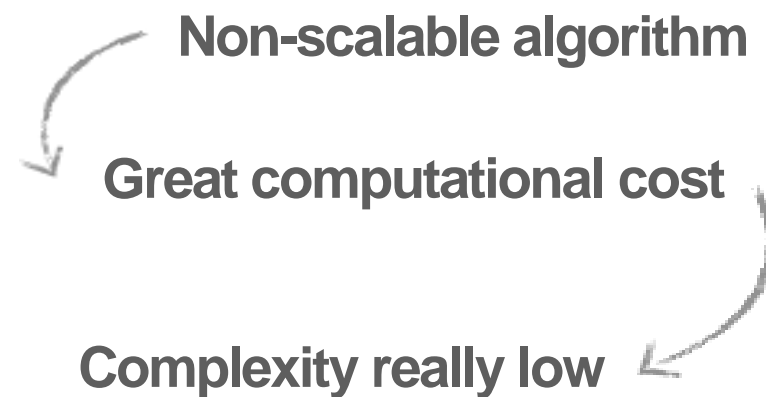 Non-scalable algorithm
Great computational cost
Complexity really low